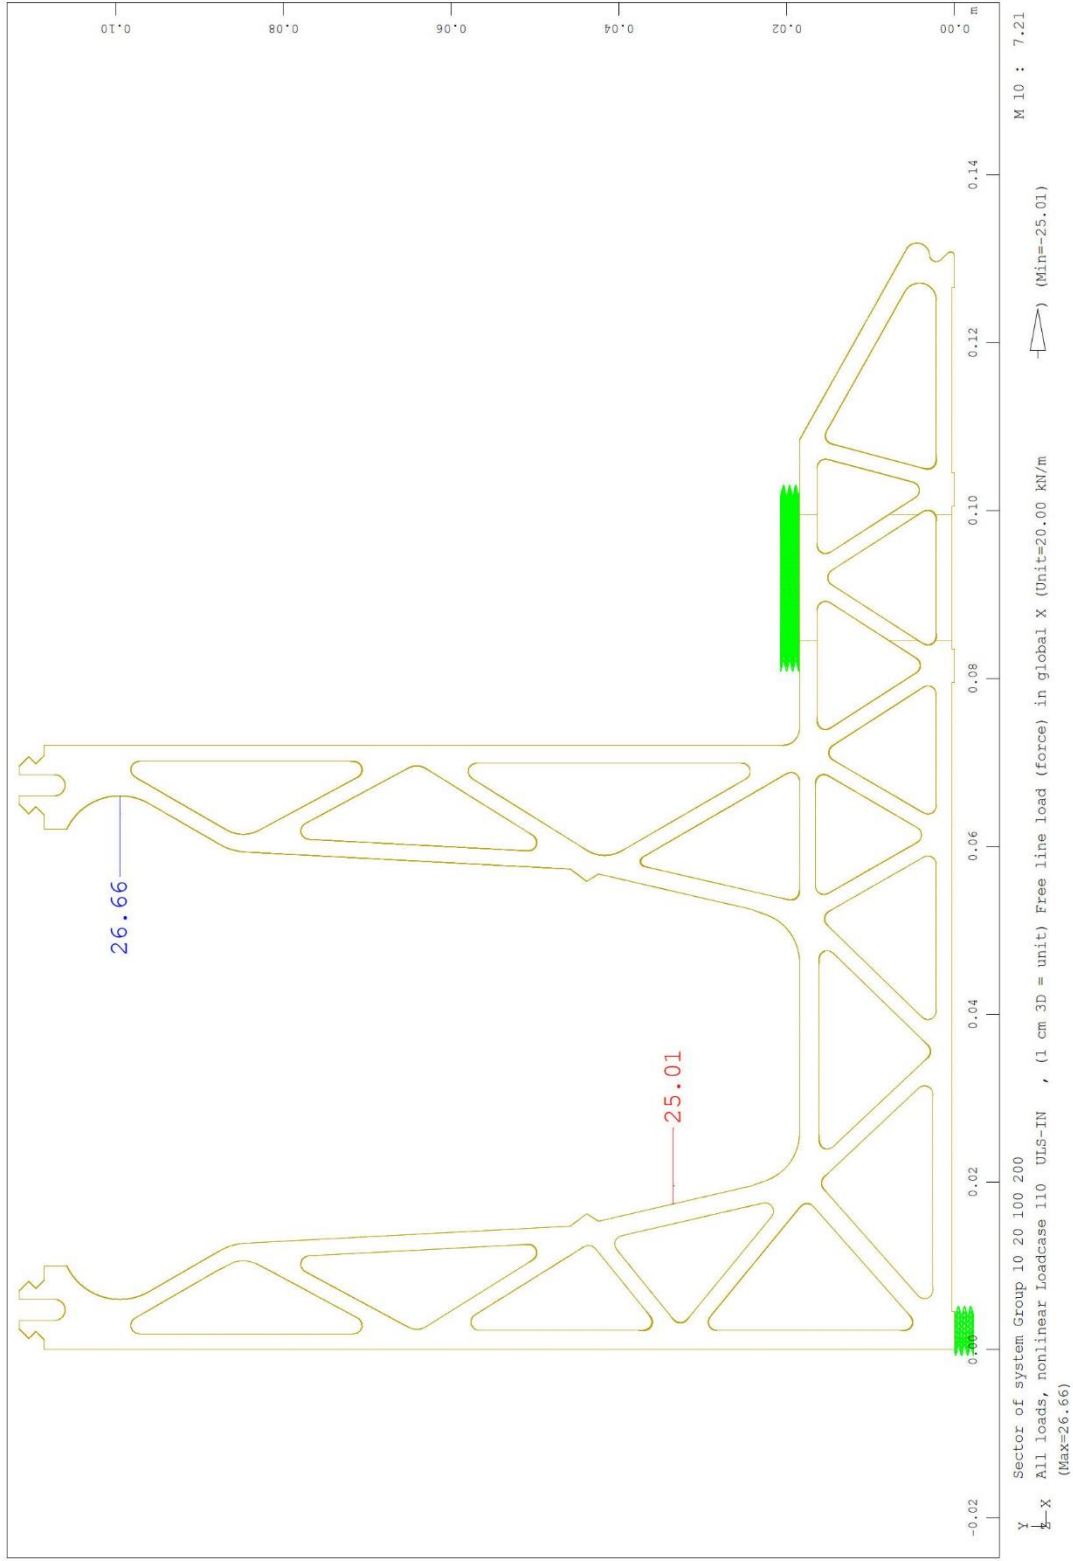 26.66
25.01
0.10
0.08
0.06
0.04
0.02
0.00
m
-0.02
0.00
0.02
0.04
0.06
0.08
0.10
0.12
0.14
Y
Z X
Sector of system Group 10 20 100 200
M 10 : 7.21
All loads, nonlinear Loadcase 110 ULS-IN , (1 cm 3D = unit) Free line load (force) in global X (Unit=20.00 kN/m ) (Min=-25.01)
(Max=26.66)